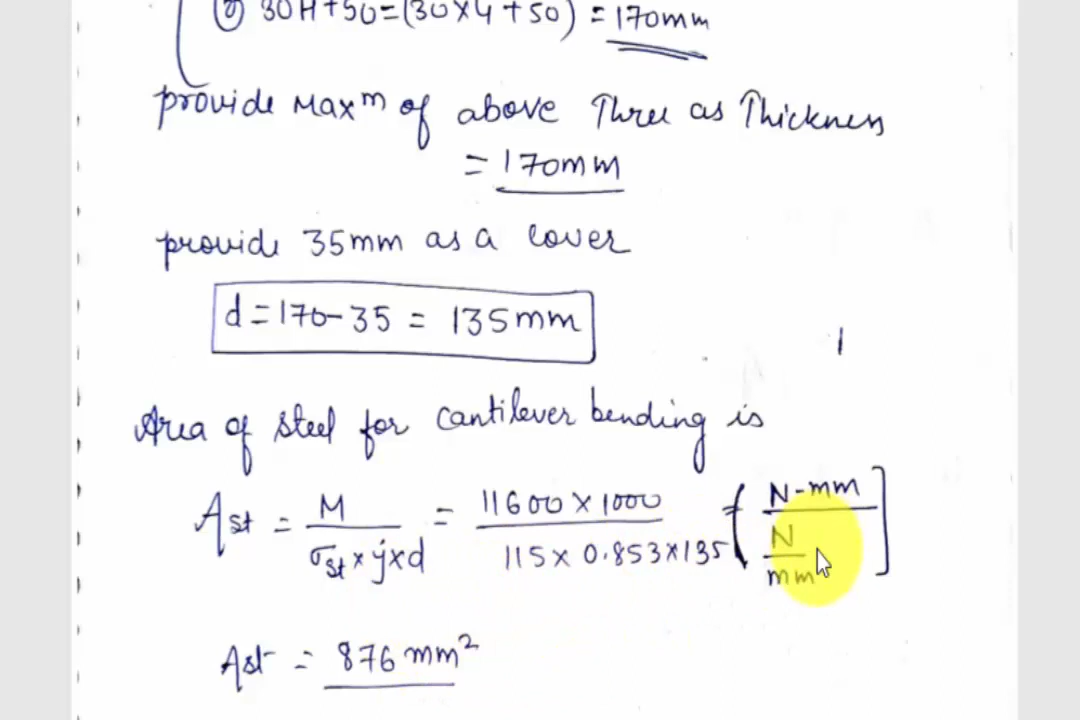 ③ 30H+50=(30×4+50) = 170mm
provide Maxᵐ of above Three as Thickness
= 170mm
provide 35mm as a cover
d = 170-35 = 135mm
Area of steel for cantilever bending is
Ast = M / σst × j×d = 11600 × 1000 / 115 × 0.853×135 [N-mm / N/mm]
Ast = 876 mm²